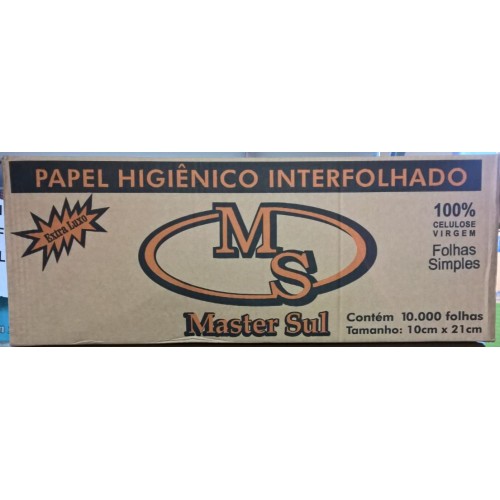 PAPEL HIGIÊNICO INTERFOLHADO
Extra Luxo
MS
Master Sul
100%
CELULOSE
VIRGEM
Folhas
Simples
Contém 10.000 folhas
Tamanho: 10cm x 21cm